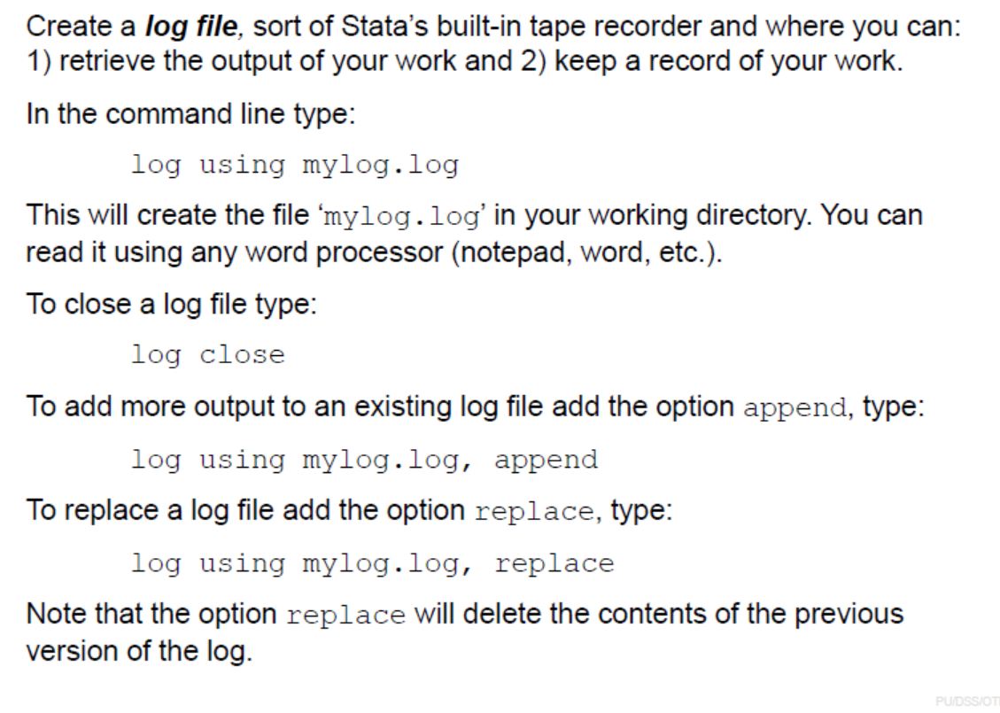 Create a log file, sort of Stata’s built-in tape recorder and where you can:
1) retrieve the output of your work and 2) keep a record of your work.
In the command line type:
log using mylog.log
This will create the file ‘mylog.log’ in your working directory. You can
read it using any word processor (notepad, word, etc.).
To close a log file type:
log close
To add more output to an existing log file add the option append, type:
log using mylog.log, append
To replace a log file add the option replace, type:
log using mylog.log, replace
Note that the option replace will delete the contents of the previous
version of the log.